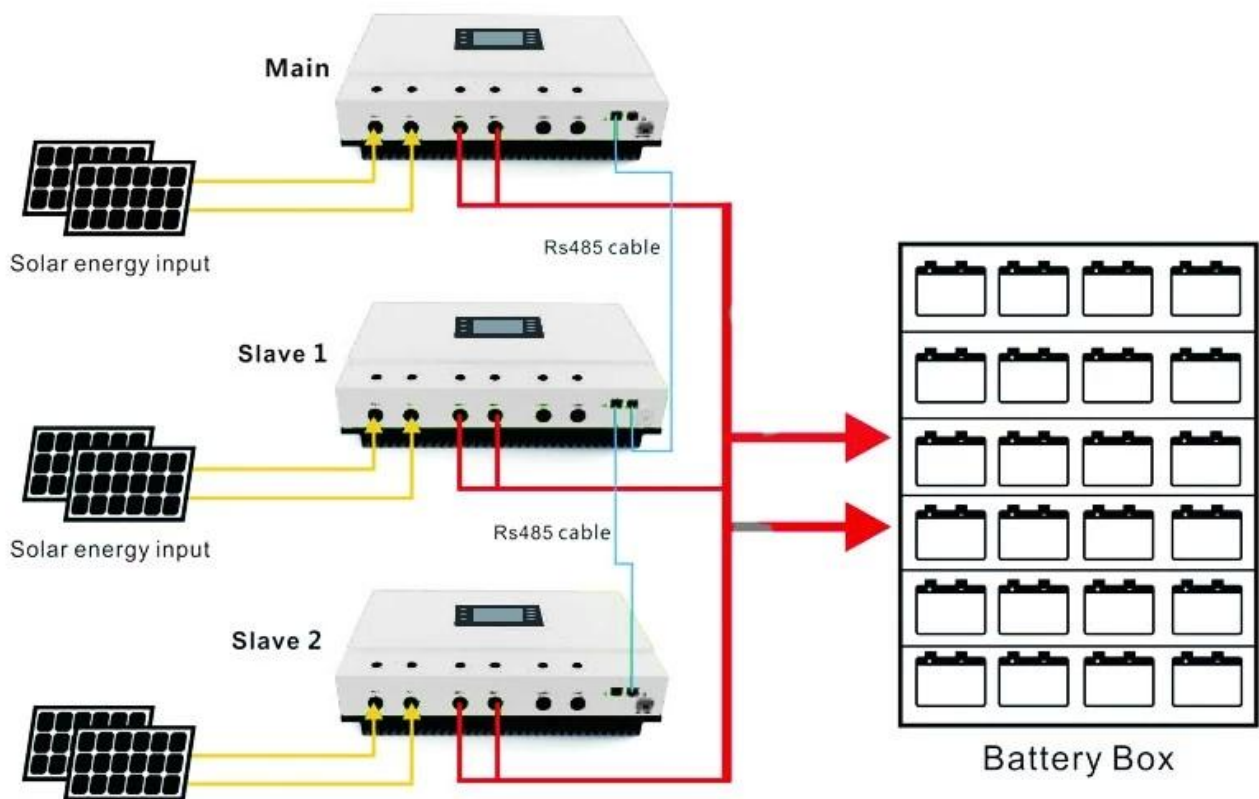 Main
Solar energy input
Rs485 cable
Slave 1
Solar energy input
Rs485 cable
Slave 2
Battery Box